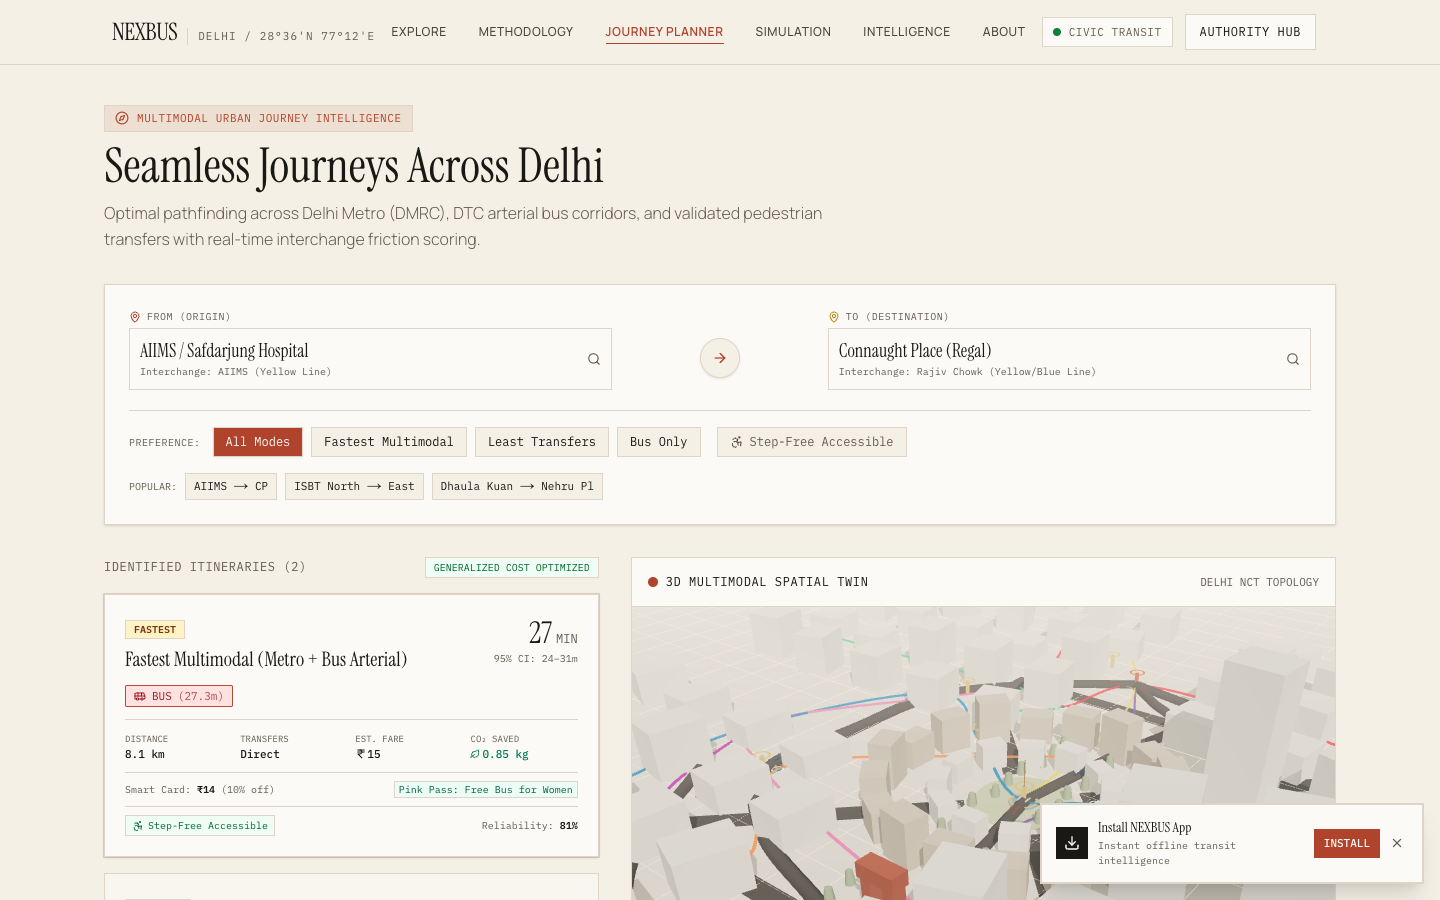 NEXBUS
DELHI / 28°36'N 77°12'E
EXPLORE
METHODOLOGY
JOURNEY PLANNER
SIMULATION
INTELLIGENCE
ABOUT
CIVIC TRANSIT
AUTHORITY HUB
MULTIMODAL URBAN JOURNEY INTELLIGENCE
Seamless Journeys Across Delhi
Optimal pathfinding across Delhi Metro (DMRC), DTC arterial bus corridors, and validated pedestrian
transfers with real-time interchange friction scoring.
FROM (ORIGIN)
AIIMS / Safdarjung Hospital
Interchange: AIIMS (Yellow Line)
TO (DESTINATION)
Connaught Place (Regal)
Interchange: Rajiv Chowk (Yellow/Blue Line)
PREFERENCE:
All Modes
Fastest Multimodal
Least Transfers
Bus Only
Step-Free Accessible
POPULAR:
AIIMS ⟶ CP
ISBT North ⟶ East
Dhaula Kuan ⟶ Nehru Pl
IDENTIFIED ITINERARIES (2)
GENERALIZED COST OPTIMIZED
FASTEST
27 MIN
Fastest Multimodal (Metro + Bus Arterial)
95% CI: 24–31m
BUS (27.3m)
DISTANCE
8.1 km
TRANSFERS
Direct
EST. FARE
₹15
CO₂ SAVED
0.85 kg
Smart Card: ₹14 (10% off)
Pink Pass: Free Bus for Women
Step-Free Accessible
Reliability: 81%
3D MULTIMODAL SPATIAL TWIN
DELHI NCT TOPOLOGY
Install NEXBUS App
Instant offline transit
intelligence
INSTALL